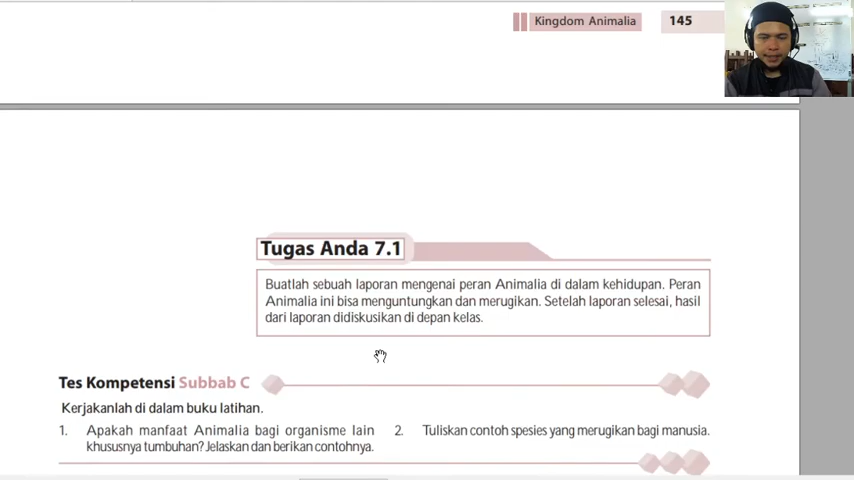 Kingdom Animalia 145
Tugas Anda 7.1
Buatlah sebuah laporan mengenai peran Animalia di dalam kehidupan. Peran
Animalia ini bisa menguntungkan dan merugikan. Setelah laporan selesai, hasil
dari laporan didiskusikan di depan kelas.
Tes Kompetensi Subbab C
Kerjakanlah di dalam buku latihan.
1. Apakah manfaat Animalia bagi organisme lain
khususnya tumbuhan? Jelaskan dan berikan contohnya.
2. Tuliskan contoh spesies yang merugikan bagi manusia.